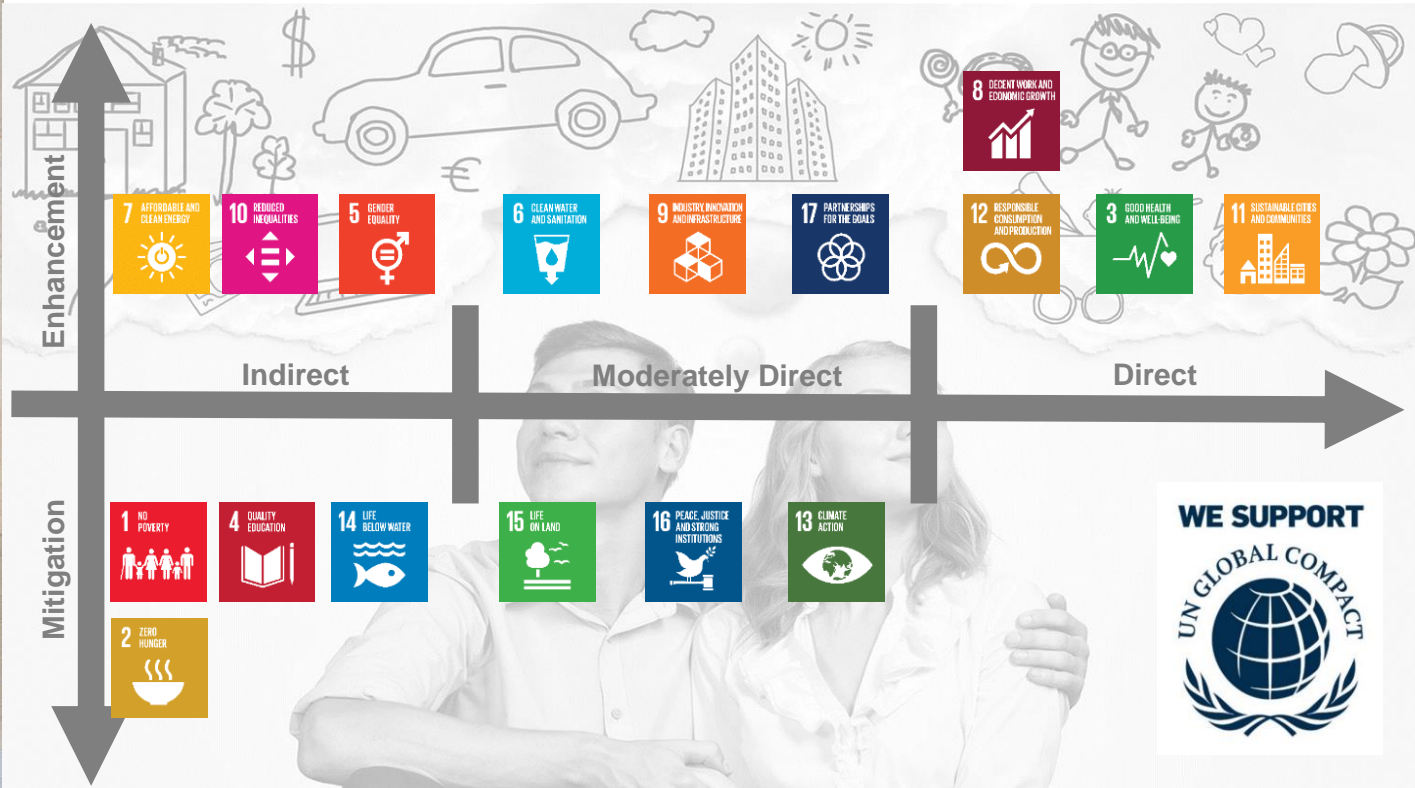 $
€
8 DECENT WORK AND
ECONOMIC GROWTH
Enhancement
7 AFFORDABLE AND
CLEAN ENERGY
10 REDUCED
INEQUALITIES
5 GENDER
EQUALITY
6 CLEAN WATER
AND SANITATION
9 INDUSTRY, INNOVATION
AND INFRASTRUCTURE
17 PARTNERSHIPS
FOR THE GOALS
12 RESPONSIBLE
CONSUMPTION
AND PRODUCTION
3 GOOD HEALTH
AND WELL-BEING
11 SUSTAINABLE CITIES
AND COMMUNITIES
Indirect
Moderately Direct
Direct
Mitigation
1 NO
POVERTY
4 QUALITY
EDUCATION
14 LIFE
BELOW WATER
15 LIFE
ON LAND
16 PEACE, JUSTICE
AND STRONG
INSTITUTIONS
13 CLIMATE
ACTION
2 ZERO
HUNGER
WE SUPPORT
UN GLOBAL COMPACT